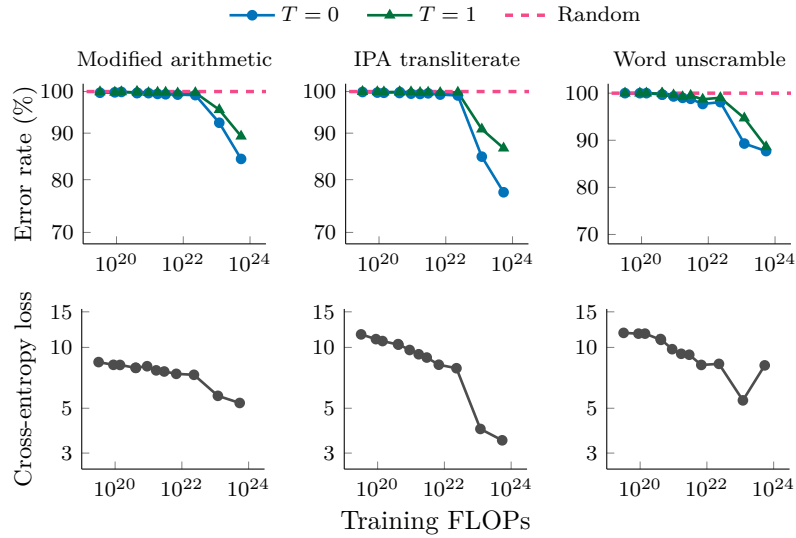 T = 0 T = 1 Random
Modified arithmetic IPA transliterate Word unscramble
Error rate (%)
100 100 100
90 90 90
80 80 80
70 70 70
10^20 10^22 10^24 10^20 10^22 10^24 10^20 10^22 10^24
Cross-entropy loss
15 15 15
10 10 10
5 5 5
3 3 3
10^20 10^22 10^24 10^20 10^22 10^24 10^20 10^22 10^24
Training FLOPs